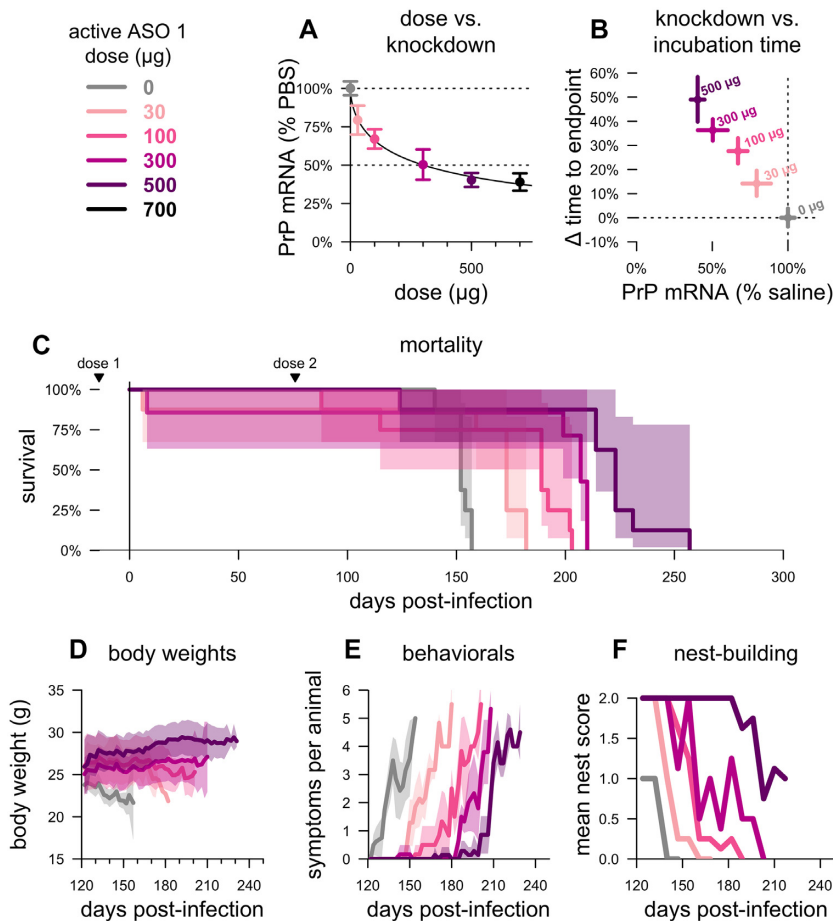 active ASO 1
dose (µg)
0
30
100
300
500
700
A
dose vs.
knockdown
PrP mRNA (% PBS)
100%
75%
50%
25%
0%
0
500
dose (µg)
B
knockdown vs.
incubation time
Δ time to endpoint
60%
50%
40%
30%
20%
10%
0%
-10%
500 µg
300 µg
100 µg
30 µg
0 µg
0%
50%
100%
PrP mRNA (% saline)
C
mortality
dose 1
dose 2
survival
100%
75%
50%
25%
0%
0
50
100
150
200
250
300
days post-infection
D
body weights
body weight (g)
35
30
25
20
15
120
150
180
210
240
days post-infection
E
behaviorals
symptoms per animal
6
5
4
3
2
1
0
120
150
180
210
240
days post-infection
F
nest-building
mean nest score
2.0
1.5
1.0
0.5
0.0
120
150
180
210
240
days post-infection